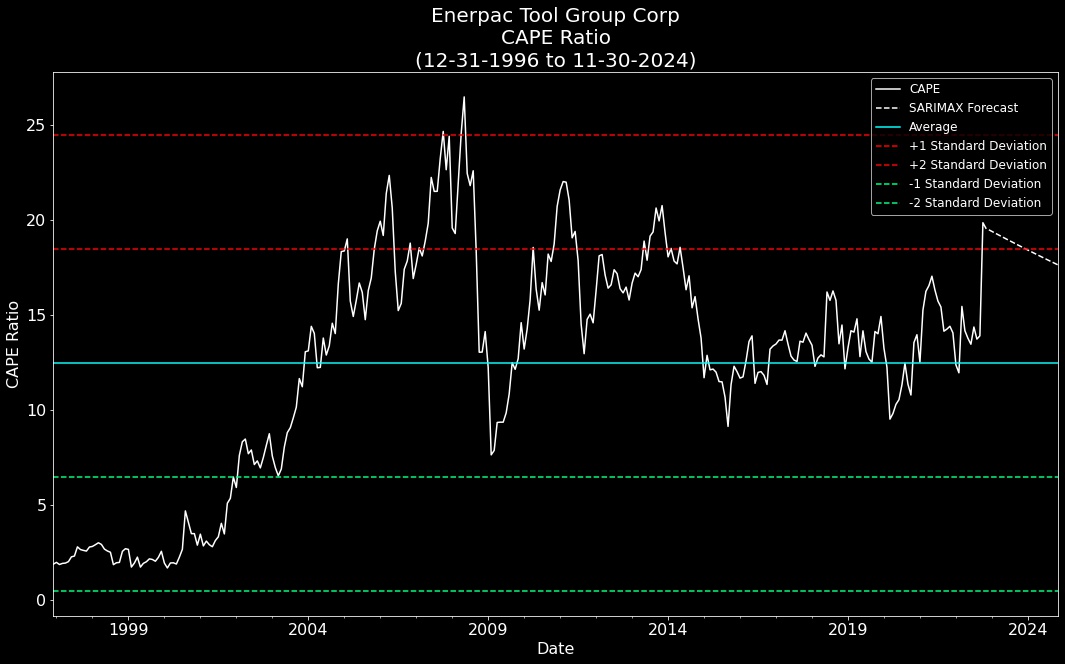 Enerpac Tool Group Corp
CAPE Ratio
(12-31-1996 to 11-30-2024)
CAPE
SARIMAX Forecast
Average
+1 Standard Deviation
+2 Standard Deviation
-1 Standard Deviation
-2 Standard Deviation
CAPE Ratio
25
20
15
10
5
0
1999
2004
2009
2014
2019
2024
Date